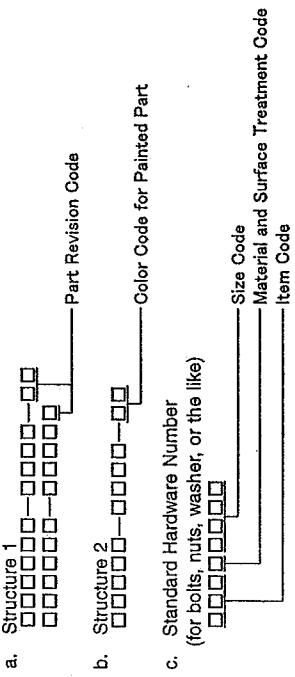 a. Structure 1
Part Revision Code
b. Structure 2
Color Code for Painted Part
c. Standard Hardware Number
(for bolts, nuts, washer, or the like)
Size Code
Material and Surface Treatment Code
Item Code